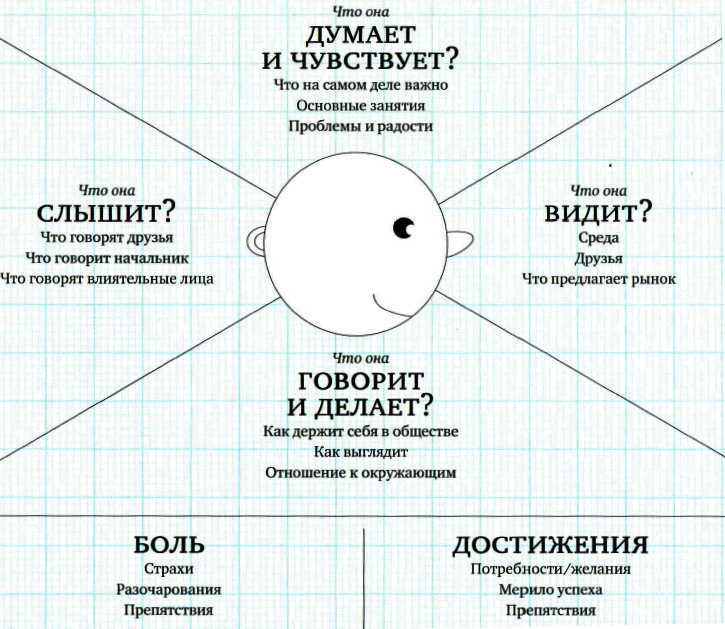 Что она
ДУМАЕТ
И ЧУВСТВУЕТ?
Что на самом деле важно
Основные занятия
Проблемы и радости
Что она
СЛЫШИТ?
Что говорят друзья
Что говорит начальник
Что говорят влиятельные лица
Что она
ВИДИТ?
Среда
Друзья
Что предлагает рынок
Что она
ГОВОРИТ
И ДЕЛАЕТ?
Как держит себя в обществе
Как выглядит
Отношение к окружающим
БОЛЬ
Страхи
Разочарования
Препятствия
ДОСТИЖЕНИЯ
Потребности/желания
Мерило успеха
Препятствия